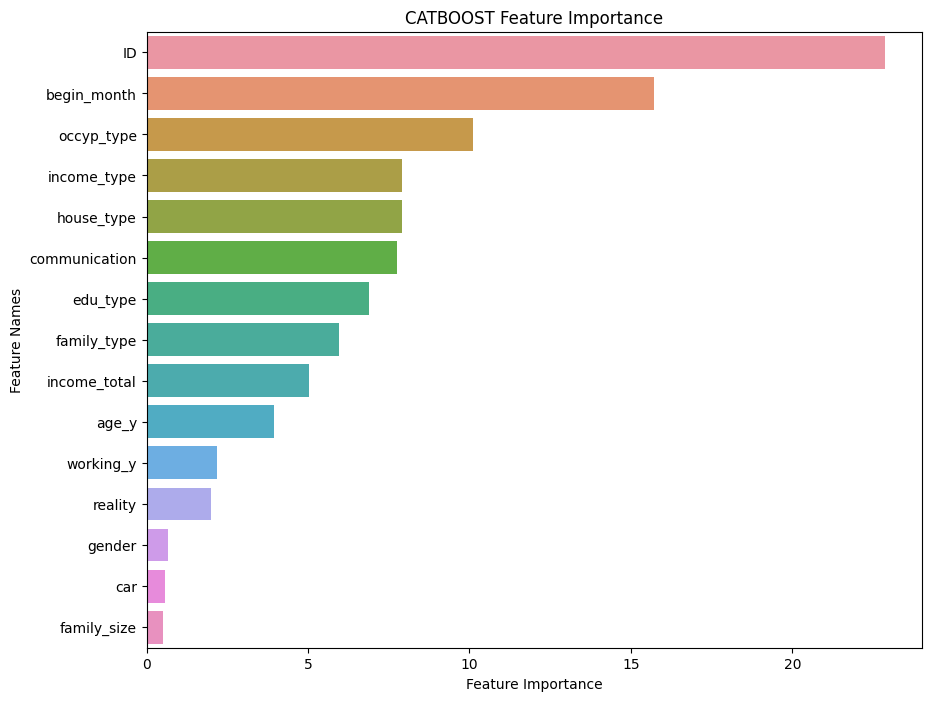 CATBOOST Feature Importance
ID
begin_month
occyp_type
income_type
house_type
communication
edu_type
family_type
income_total
age_y
working_y
reality
gender
car
family_size
Feature Names
0 5 10 15 20
Feature Importance